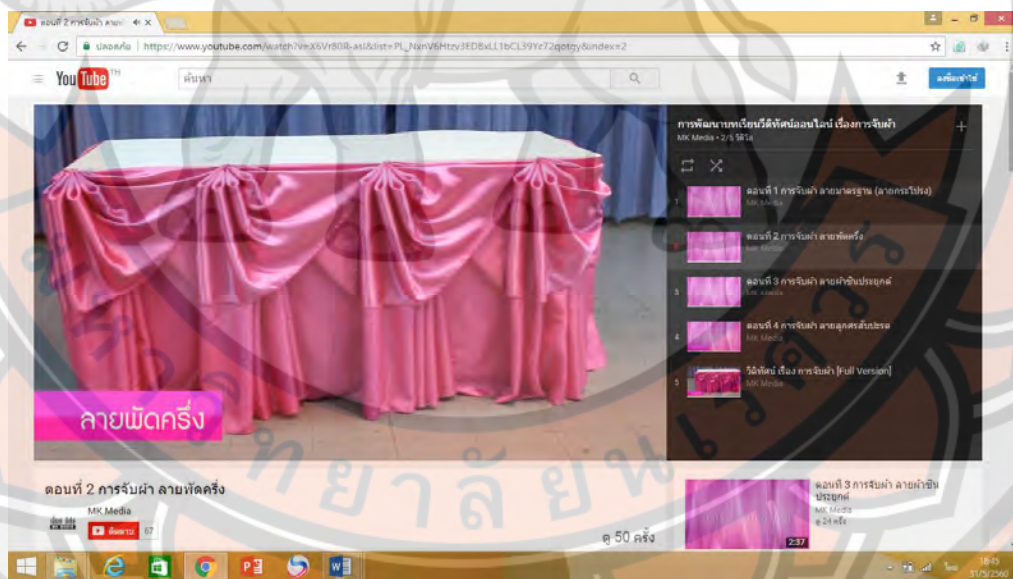 ตอนที่ 2 การจับผ้า ลายพั
ปลอดภัย https://www.youtube.com/watch?v=X6Vr80R-asI&list=PL_NxnV6Htzv3EDBxLL1bCL39Yc72qotgy&index=2
YouTube TH
ค้นหา
ลงชื่อเข้าใช้
การพัฒนาบทเรียนวีดิทัศน์ออนไลน์ เรื่องการจับผ้า
MK Media • 2/5 วิดีโอ
1 ตอนที่ 1 การจับผ้า ลายมาตรฐาน (ลายกระโปรง)
MK Media
ตอนที่ 2 การจับผ้า ลายพัดครึ่ง
MK Media
3 ตอนที่ 3 การจับผ้า ลายผ้าชั้นประยุกต์
MK Media
4 ตอนที่ 4 การจับผ้า ลายลูกศรสับปะรด
MK Media
5 วีดิทัศน์ เรื่อง การจับผ้า [Full Version]
MK Media
ลายพัดครึ่ง
ตอนที่ 2 การจับผ้า ลายพัดครึ่ง
MK Media
ติดตาม 67
ดู 50 ครั้ง
ตอนที่ 3 การจับผ้า ลายผ้าชั้น
ประยุกต์
MK Media
ดู 24 ครั้ง
2:37
18:45
31/5/2560